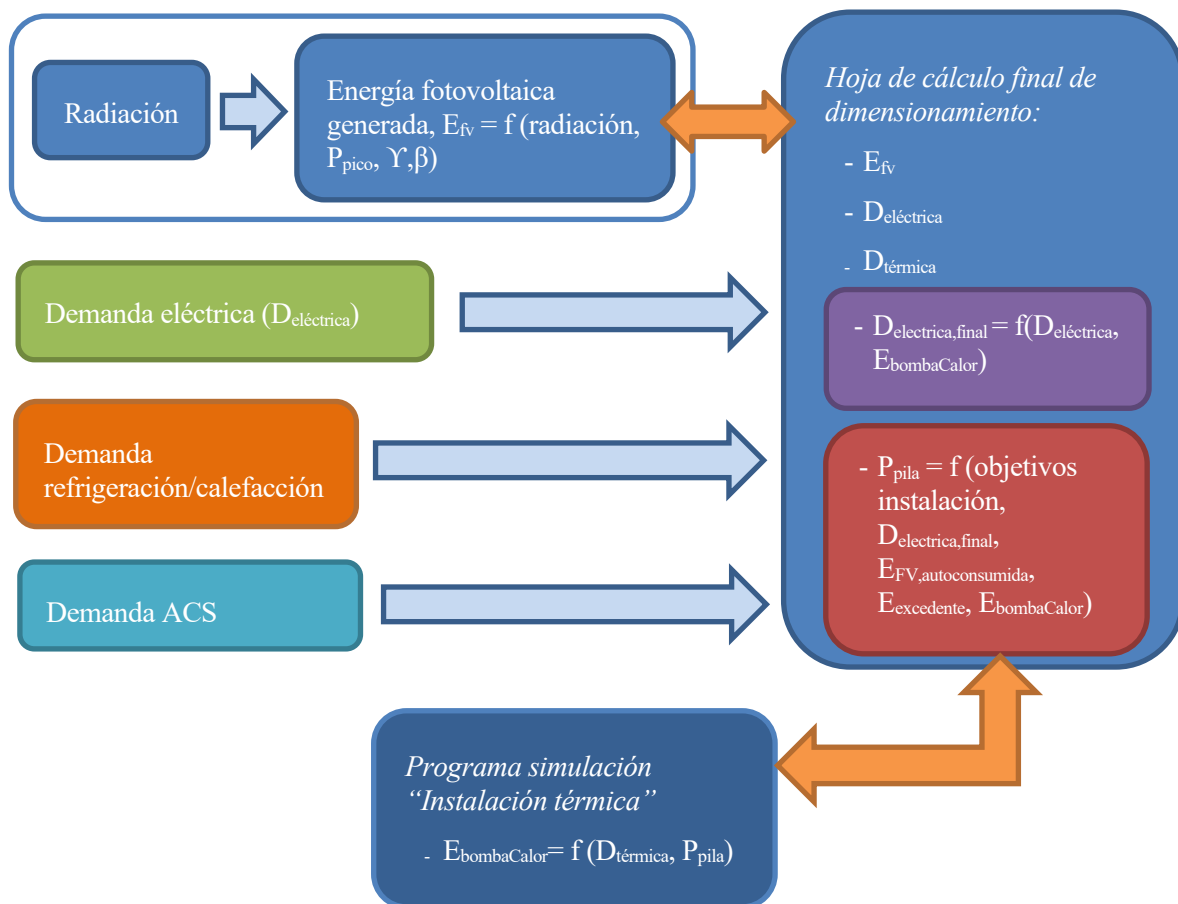 Radiación
Energía fotovoltaica
generada, Efv = f (radiación,
Ppico, ϒ,β)
Hoja de cálculo final de
dimensionamiento:
- Efv
- Deléctrica
- Dtérmica
- Delectrica,final = f(Deléctrica,
EbombaCalor)
- Ppila = f (objetivos
instalación,
Delectrica,final,
EFV,autoconsumida,
Eexcedente, EbombaCalor)
Demanda eléctrica (Deléctrica)
Demanda
refrigeración/calefacción
Demanda ACS
Programa simulación
“Instalación térmica”
- EbombaCalor= f (Dtérmica, Ppila)